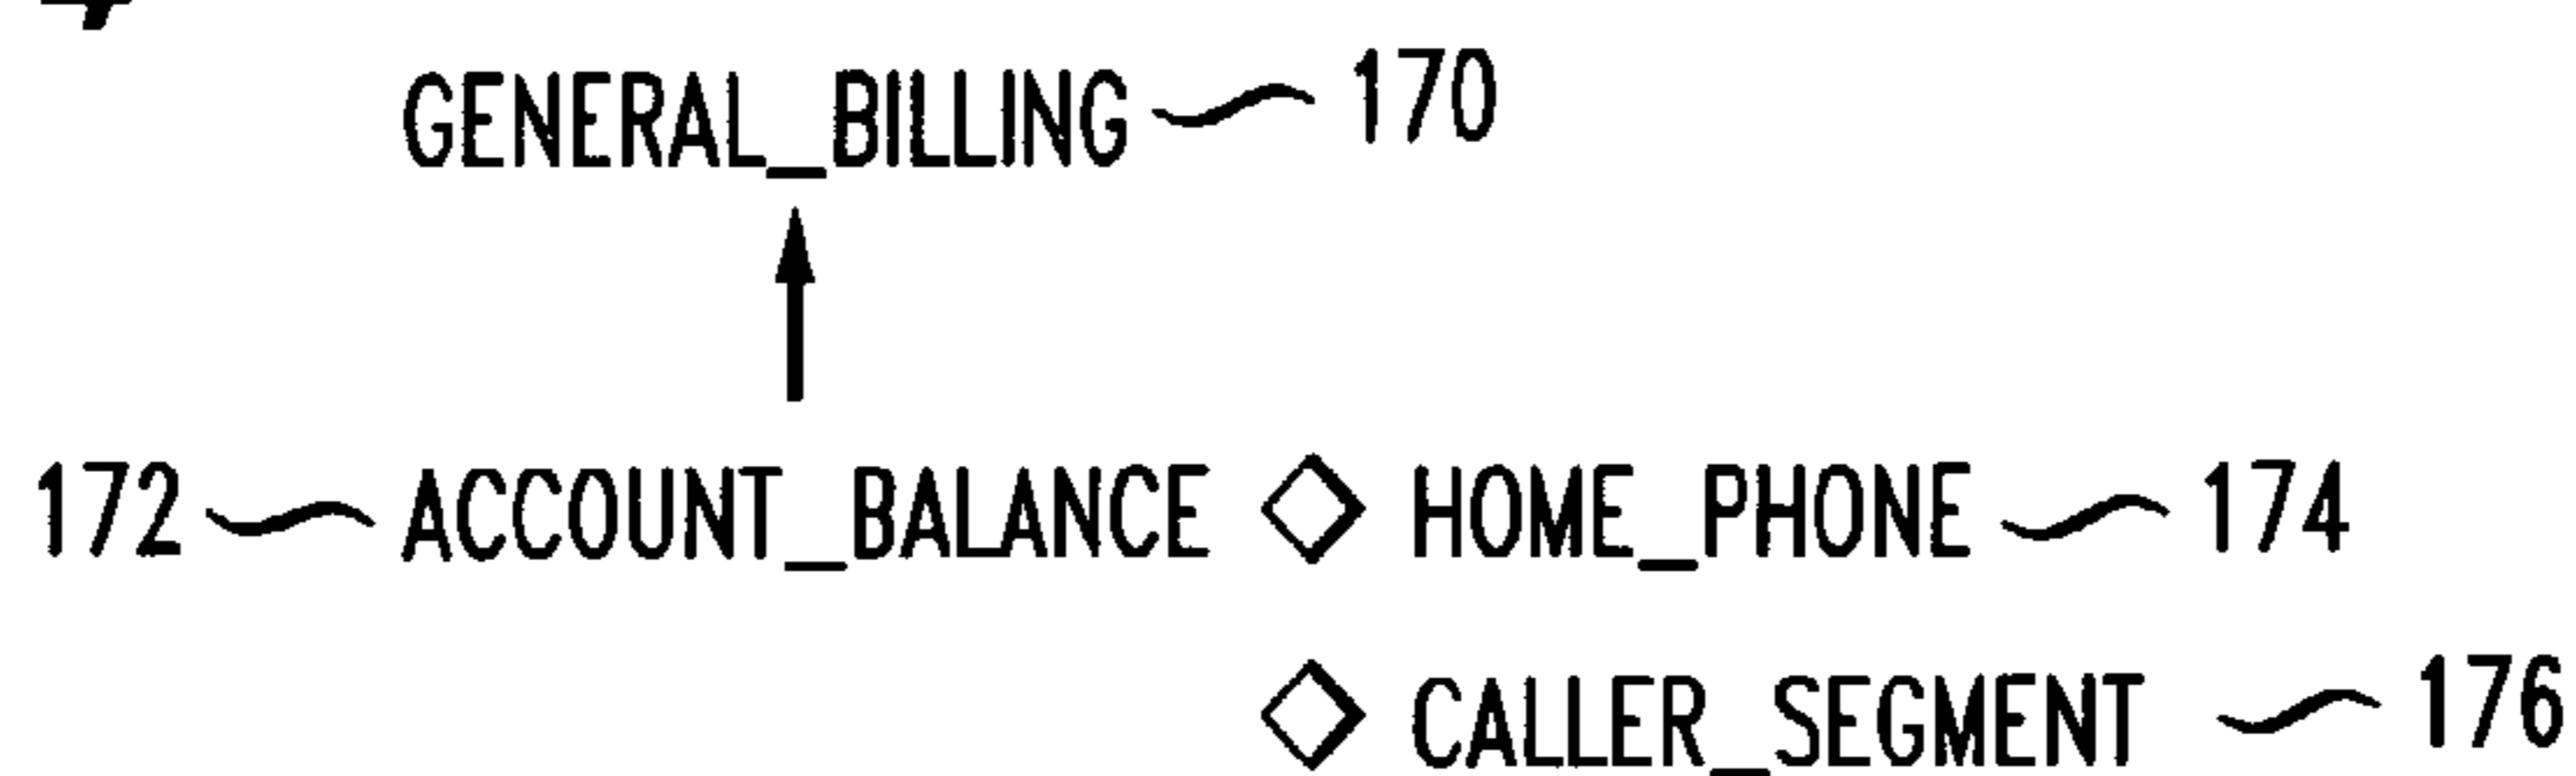 GENERAL_BILLING 170
172 ACCOUNT_BALANCE ◇ HOME_PHONE 174
◇ CALLER_SEGMENT 176